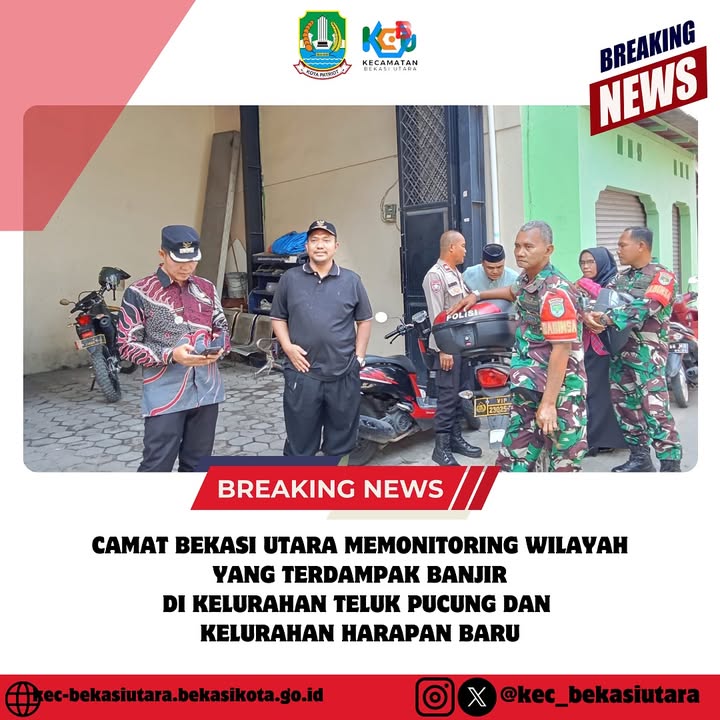 KOTA PATRIOT
KECAMATAN
BEKASI UTARA
BREAKING
NEWS
POLISI
BABINSA
VIP
BREAKING NEWS
CAMAT BEKASI UTARA MEMONITORING WILAYAH
YANG TERDAMPAK BANJIR
DI KELURAHAN TELUK PUCUNG DAN
KELURAHAN HARAPAN BARU
kec-bekasiutara.bekasikota.go.id
@kec_bekasiutara